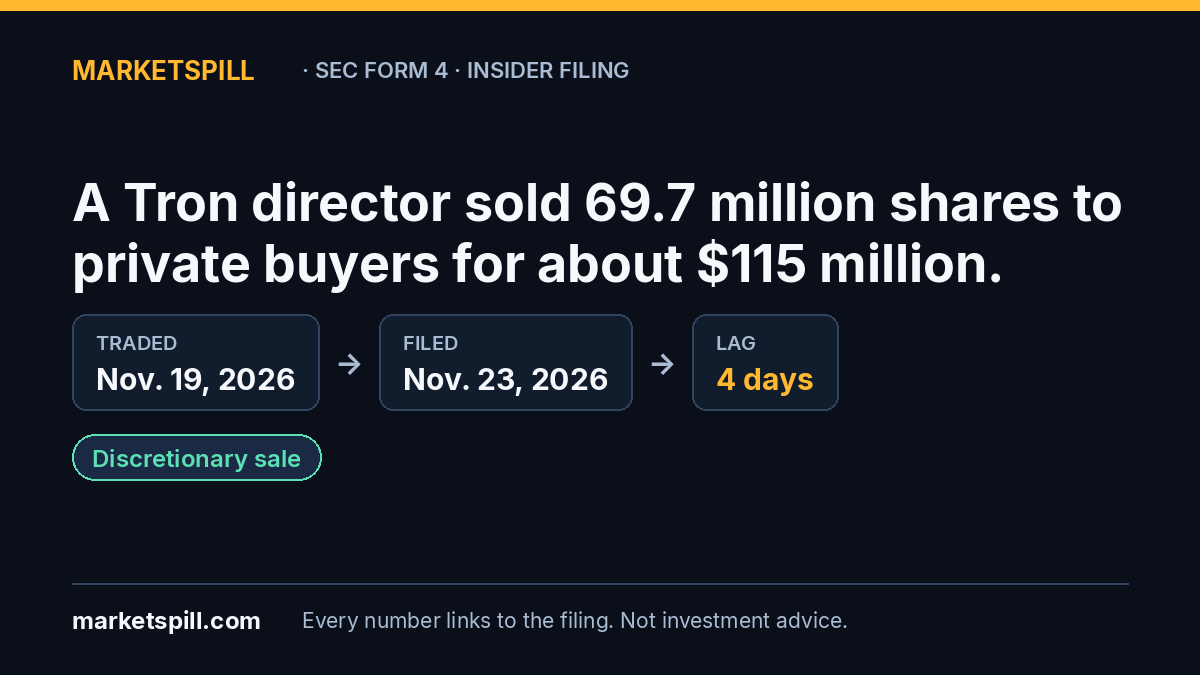 MARKETSPILL · SEC FORM 4 · INSIDER FILING
A Tron director sold 69.7 million shares to
private buyers for about $115 million.
TRADED
Nov. 19, 2026
→
FILED
Nov. 23, 2026
→
LAG
4 days
Discretionary sale
marketspill.com
Every number links to the filing. Not investment advice.